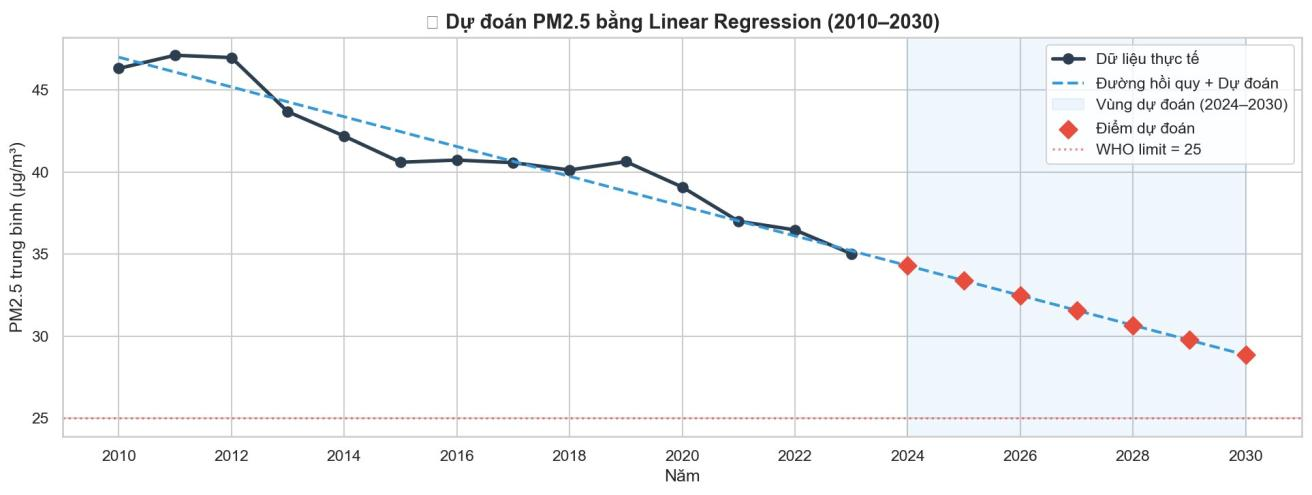 Dự đoán PM2.5 bằng Linear Regression (2010–2030)
Dữ liệu thực tế
Đường hồi quy + Dự đoán
Vùng dự đoán (2024–2030)
Điểm dự đoán
WHO limit = 25
PM2.5 trung bình (µg/m³)
45
40
35
30
25
2010 2012 2014 2016 2018 2020 2022 2024 2026 2028 2030
Năm